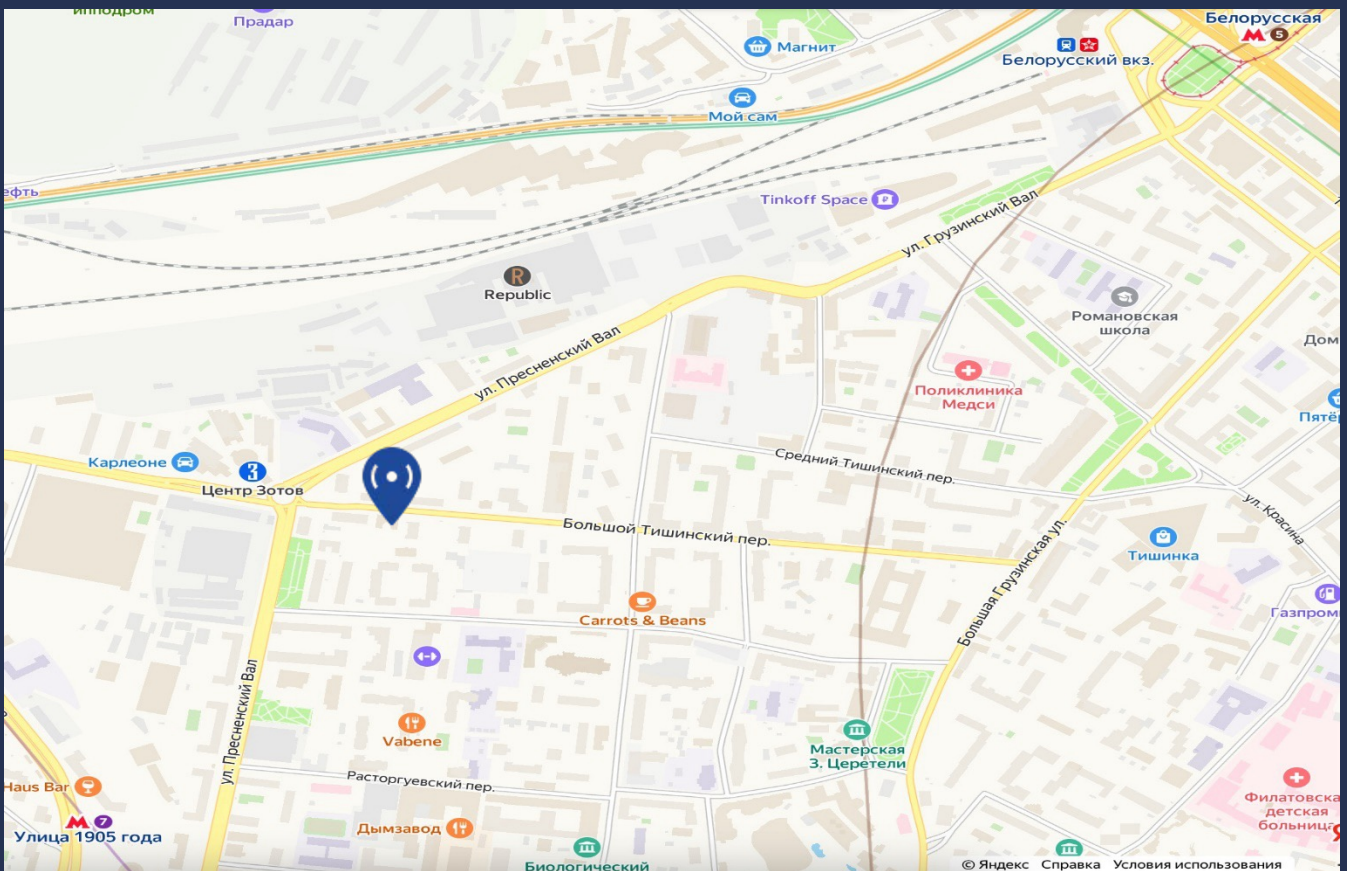 ипподром
Прадар
Белорусская
М 5
Магнит
Белорусский вкз.
Мой сам
ефть
Tinkoff Space
ул. Грузинский Вал
R
Republic
Романовская
школа
Дом
ул. Пресненский Вал
Поликлиника
Медси
Пятё
Карлеоне
З
Центр Зотов
Средний Тишинский пер.
ул. Красина
Большой Тишинский пер.
Тишинка
Большая Грузинская ул.
Газпром
Carrots & Beans
ул. Пресненский Вал
Vabene
Мастерская
З. Церетели
Расторгуевский пер.
Haus Bar
Филатовска
детская
больница
М 7
Улица 1905 года
Дымзавод
Биологический
© Яндекс Справка Условия использования